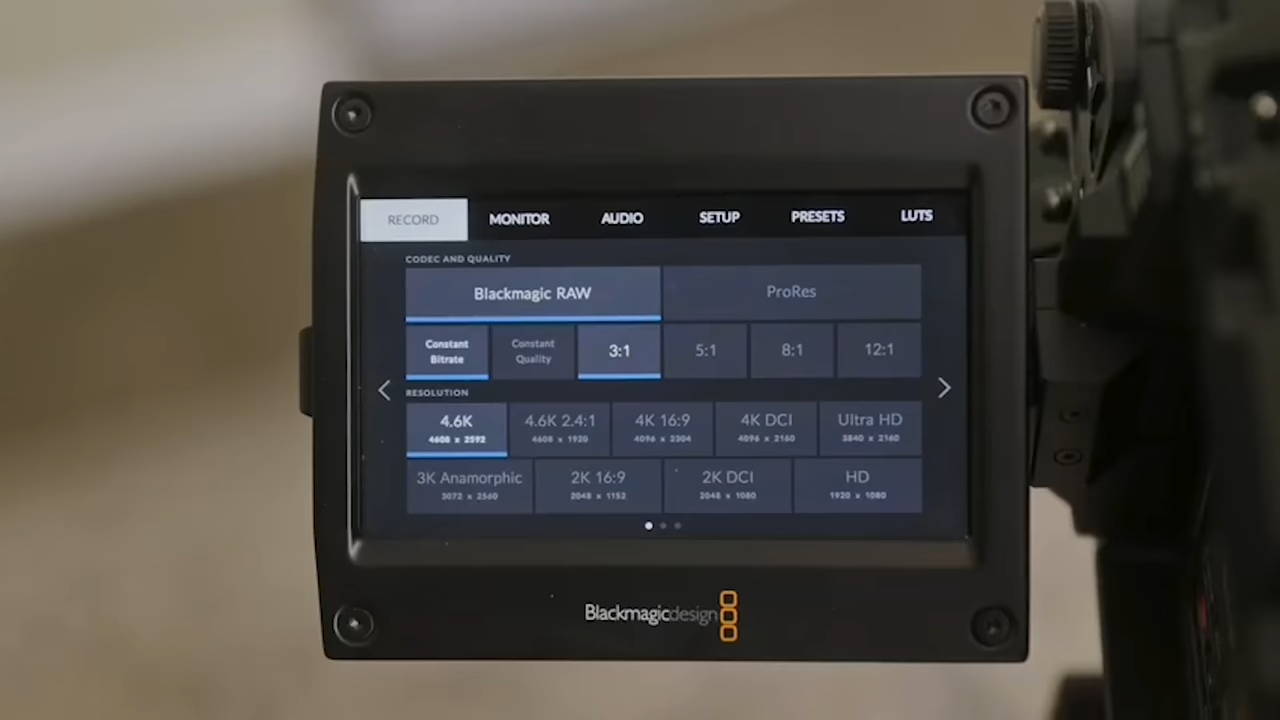 RECORD MONITOR AUDIO SETUP PRESETS LUTS
CODEC AND QUALITY
Blackmagic RAW ProRes
Constant Bitrate Constant Quality 3:1 5:1 8:1 12:1
RESOLUTION
4.6K 4.6K 2.4:1 4K 16:9 4K DCI Ultra HD
4608 x 2592 4608 x 1920 4096 x 2304 4096 x 2160 3840 x 2160
3K Anamorphic 2K 16:9 2K DCI HD
3072 x 2560 2048 x 1152 2048 x 1080 1920 x 1080
Blackmagicdesign